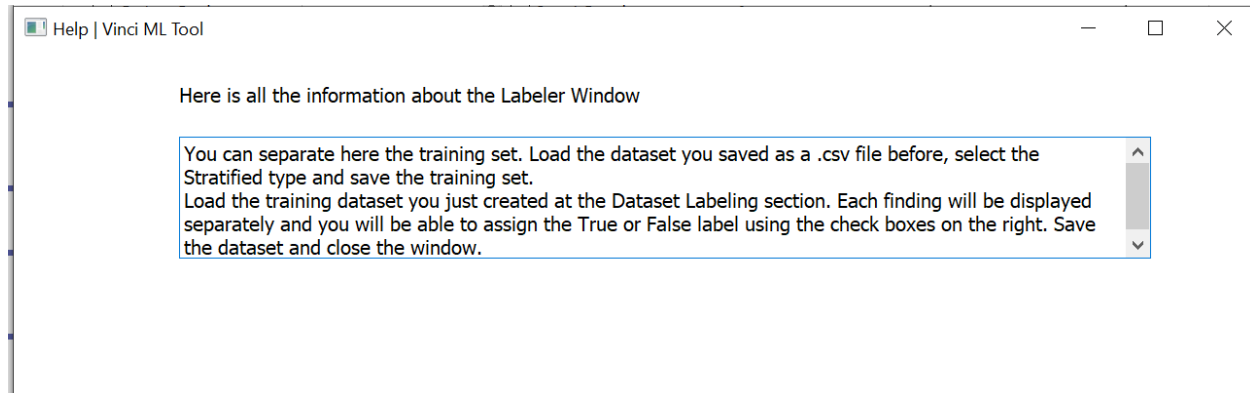 Help | Vinci ML Tool
Here is all the information about the Labeler Window
You can separate here the training set. Load the dataset you saved as a .csv file before, select the
Stratified type and save the training set.
Load the training dataset you just created at the Dataset Labeling section. Each finding will be displayed
separately and you will be able to assign the True or False label using the check boxes on the right. Save
the dataset and close the window.